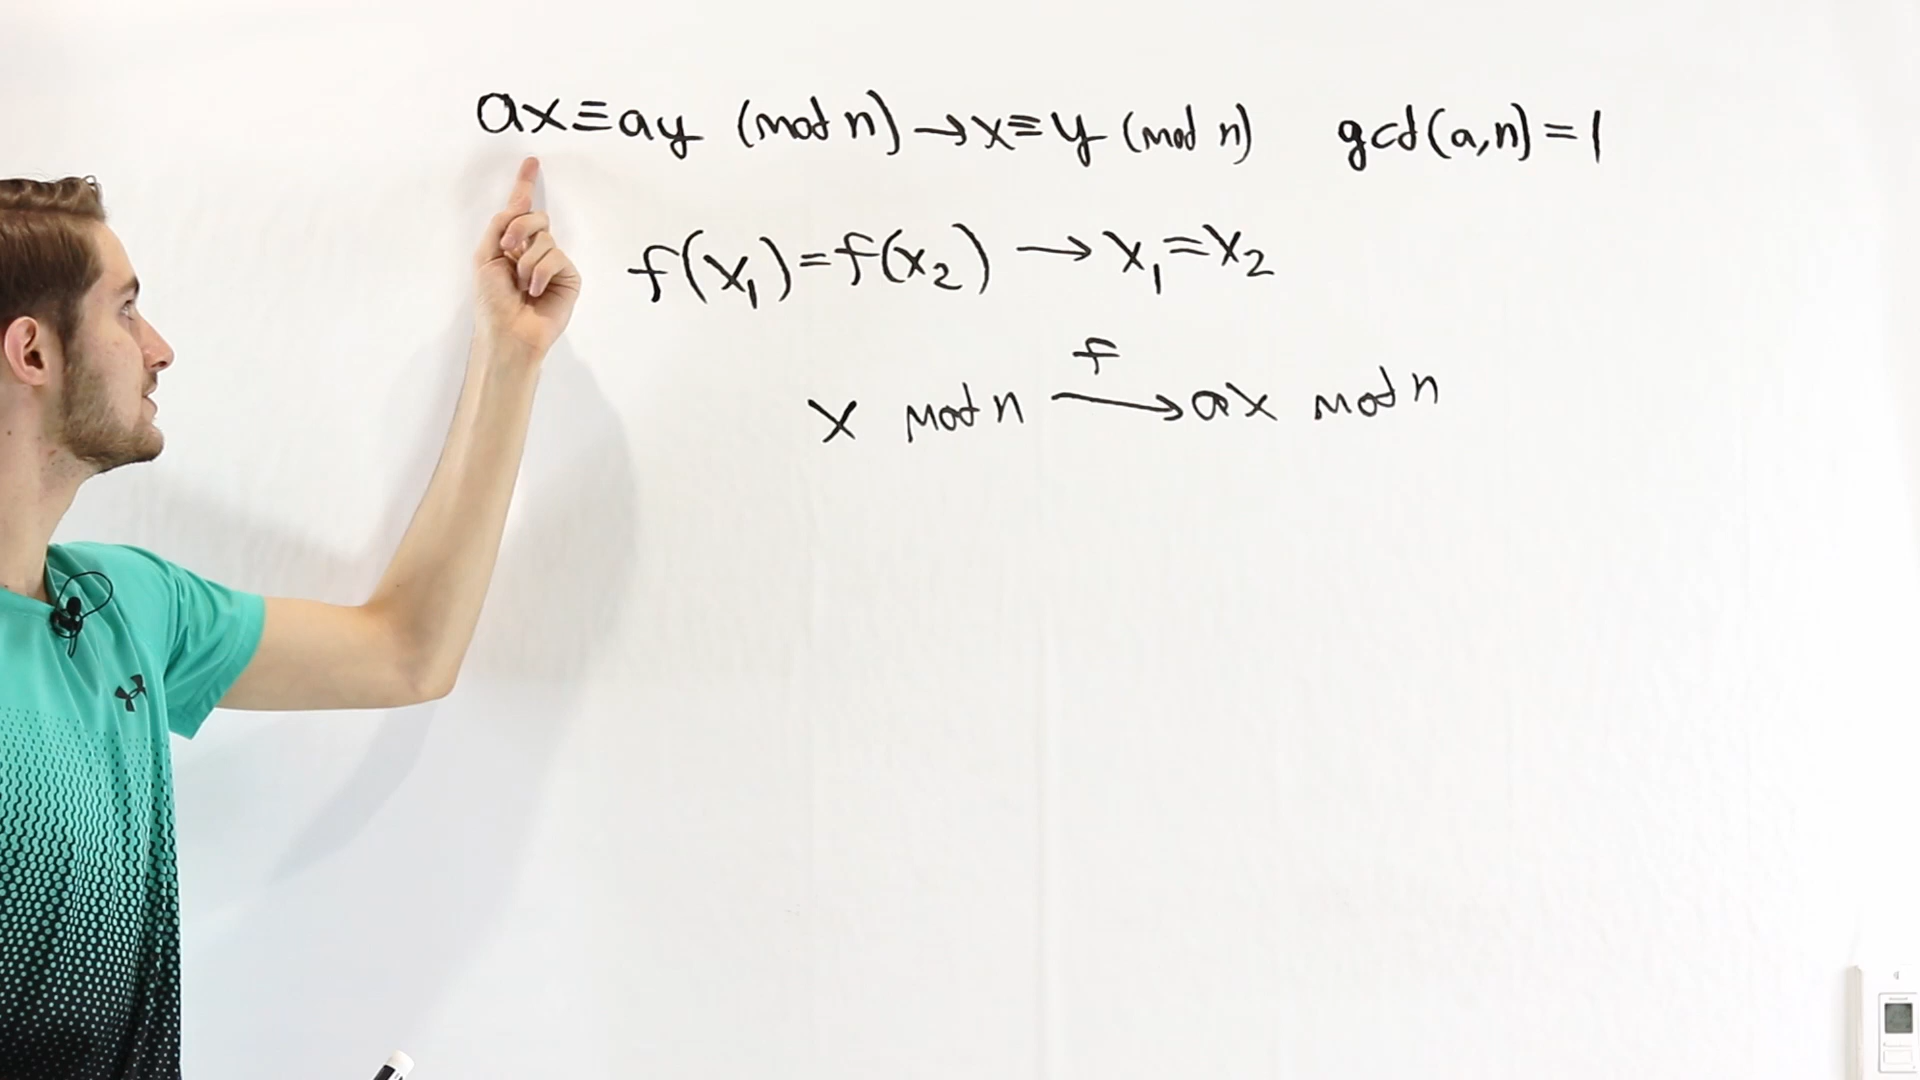 ax≡ay (mod n) → x≡y (mod n) gcd(a,n)=1
f(x₁)=f(x₂) → x₁=x₂
f
x mod n → ax mod n